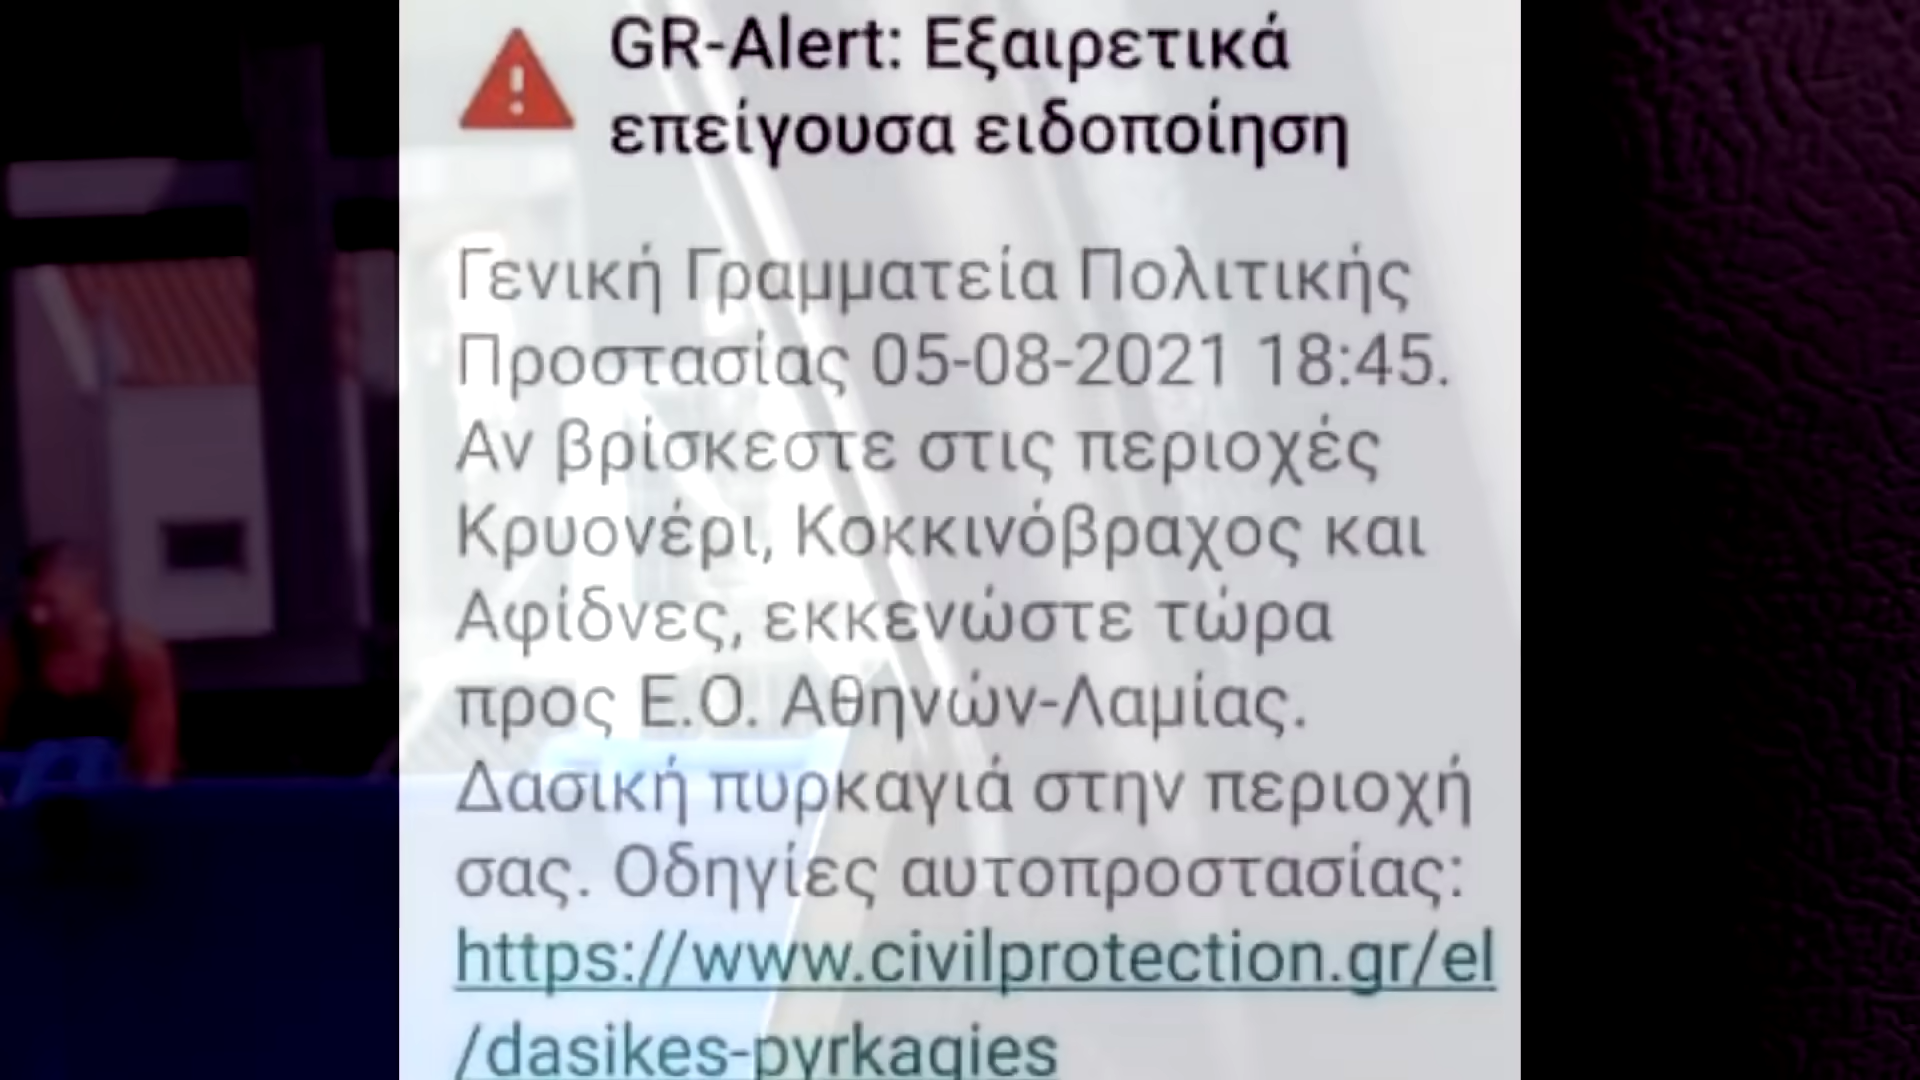 GR-Alert: Εξαιρετικά
επείγουσα ειδοποίηση
Γενική Γραμματεία Πολιτικής
Προστασίας 05-08-2021 18:45.
Αν βρίσκεστε στις περιοχές
Κρυονέρι, Κοκκινόβραχος και
Αφίδνες, εκκενώστε τώρα
προς Ε.Ο. Αθηνών-Λαμίας.
Δασική πυρκαγιά στην περιοχή
σας. Οδηγίες αυτοπροστασίας:
https://www.civilprotection.gr/el
/dasikes-pyrkagies